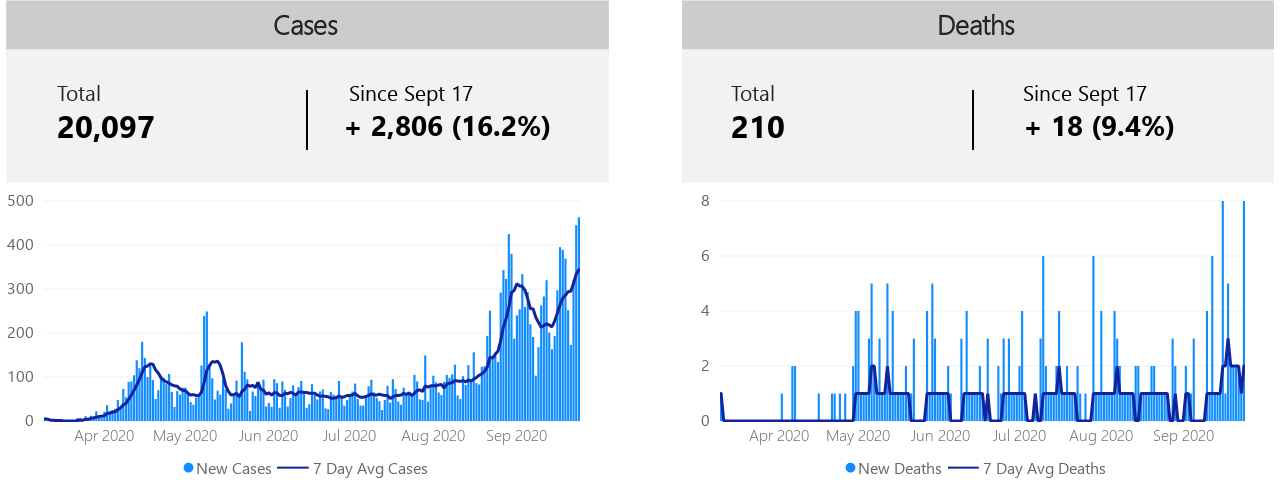 Cases
Total
20,097
Since Sept 17
+ 2,806 (16.2%)
500
400
300
200
100
0
Apr 2020 May 2020 Jun 2020 Jul 2020 Aug 2020 Sep 2020
New Cases 7 Day Avg Cases
Deaths
Total
210
Since Sept 17
+ 18 (9.4%)
8
6
4
2
0
Apr 2020 May 2020 Jun 2020 Jul 2020 Aug 2020 Sep 2020
New Deaths 7 Day Avg Deaths